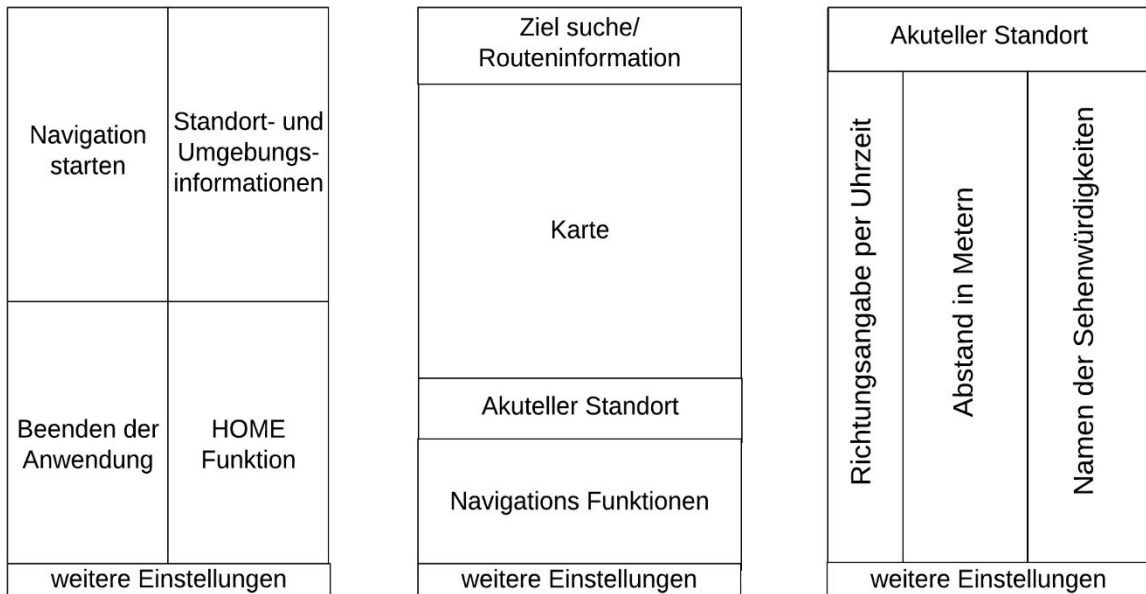 Navigation
starten
Standort- und
Umgebungs-
informationen
Beenden der
Anwendung
HOME
Funktion
weitere Einstellungen
Ziel suche/
Routeninformation
Karte
Akuteller Standort
Navigations Funktionen
weitere Einstellungen
Akuteller Standort
Richtungsangabe per Uhrzeit
Abstand in Metern
Namen der Sehenwürdigkeiten
weitere Einstellungen